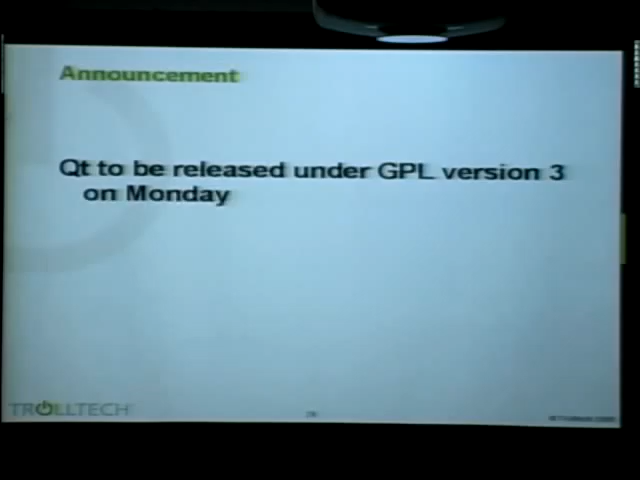 Announcement
Qt to be released under GPL version 3
on Monday
TROLLTECH